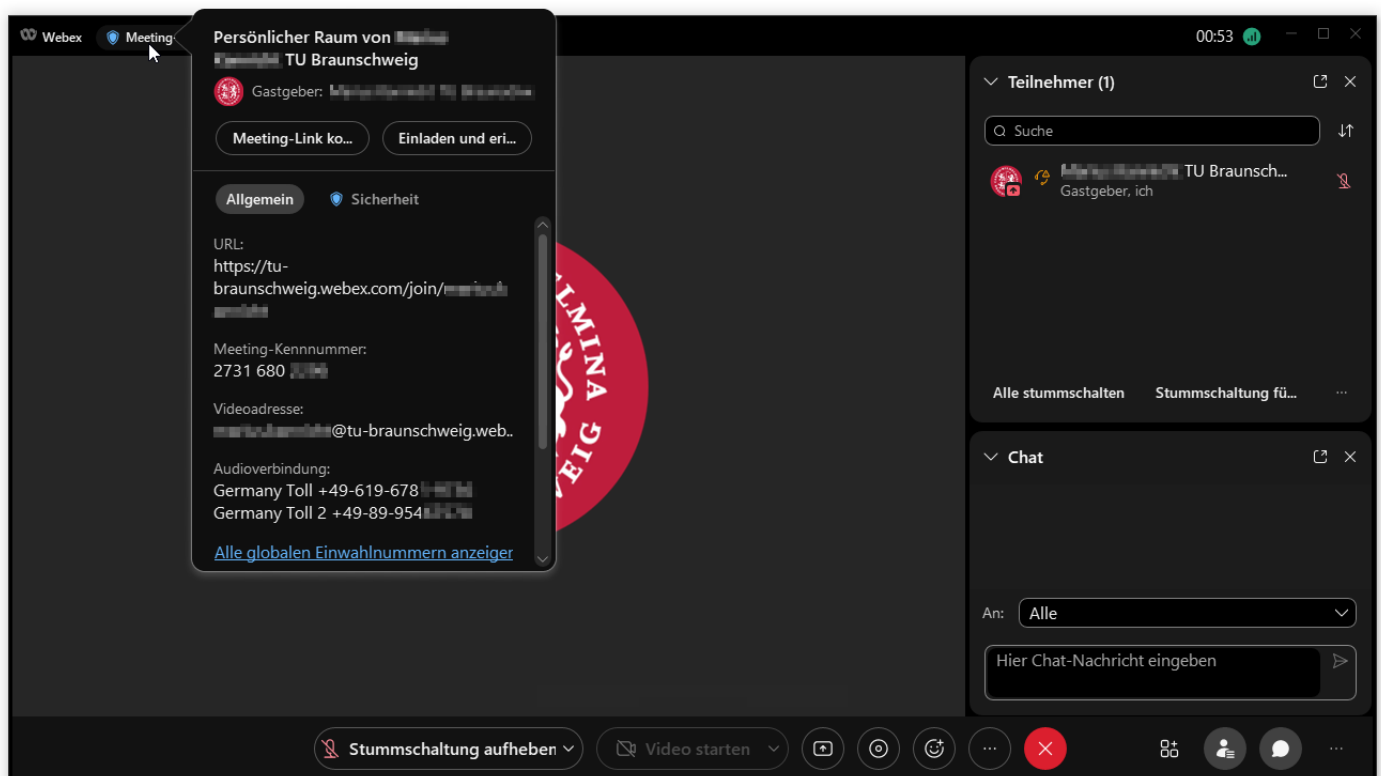 Webex
Meeting-
Persönlicher Raum von
TU Braunschweig
Gastgeber:
Meeting-Link ko...
Einladen und eri...
Allgemein
Sicherheit
URL:
https://tu-
braunschweig.webex.com/join/
Meeting-Kennnummer:
2731 680
Videoadresse:
@tu-braunschweig.web..
Audioverbindung:
Germany Toll +49-619-678
Germany Toll 2 +49-89-954
Alle globalen Einwahlnummern anzeigen
00:53
Teilnehmer (1)
Suche
TU Braunsch...
Gastgeber, ich
Alle stummschalten
Stummschaltung fü...
Chat
An:
Alle
Hier Chat-Nachricht eingeben
Stummschaltung aufheben
Video starten